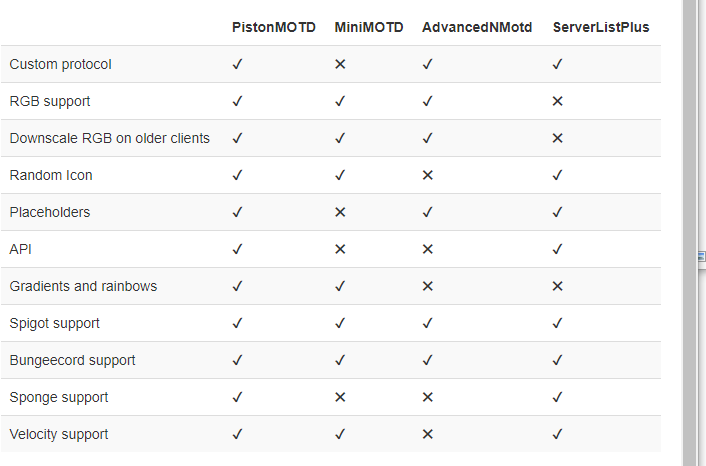 PistonMOTD MiniMOTD AdvancedNMotd ServerListPlus
Custom protocol ✓ ✕ ✓ ✓
RGB support ✓ ✓ ✓ ✕
Downscale RGB on older clients ✓ ✓ ✓ ✕
Random Icon ✓ ✓ ✕ ✓
Placeholders ✓ ✕ ✓ ✓
API ✓ ✕ ✕ ✓
Gradients and rainbows ✓ ✓ ✕ ✕
Spigot support ✓ ✓ ✓ ✓
Bungeecord support ✓ ✓ ✓ ✓
Sponge support ✓ ✕ ✕ ✓
Velocity support ✓ ✓ ✕ ✓